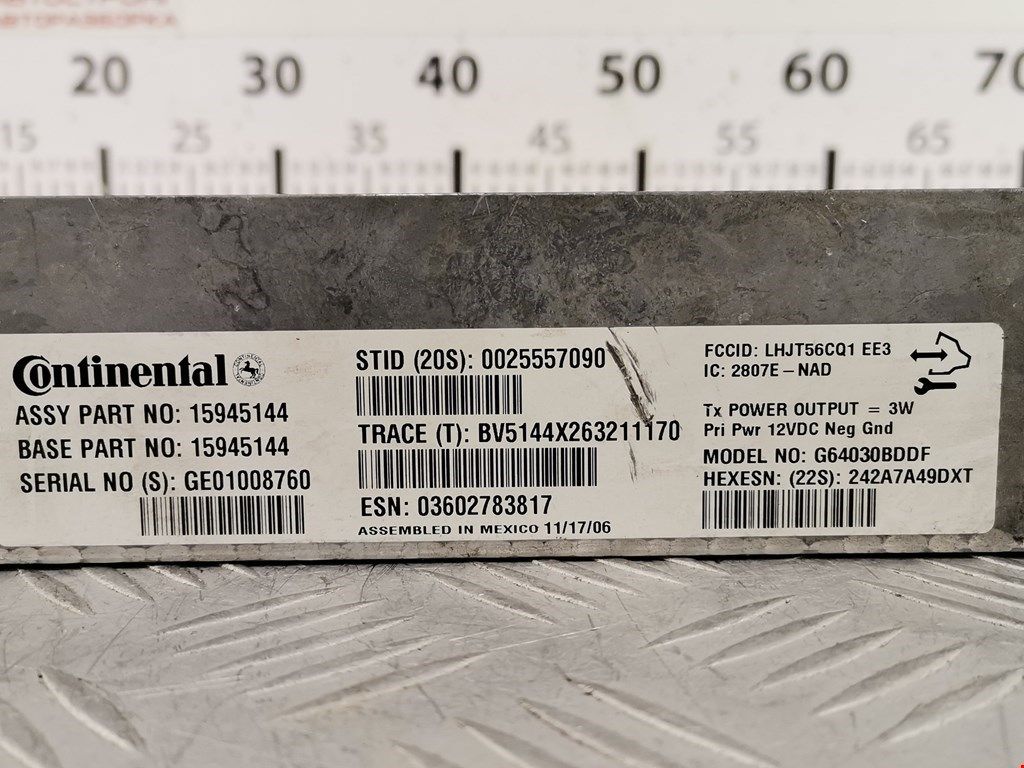 АВТОРАЗБОРКА
20 30 40 50 60 70
15 25 35 45 55 65
Continental
ASSY PART NO: 15945144
BASE PART NO: 15945144
SERIAL NO (S): GE01008760
STID (20S): 0025557090
TRACE (T): BV5144X263211170
ESN: 03602783817
ASSEMBLED IN MEXICO 11/17/06
FCCID: LHJT56CQ1 EE3
IC: 2807E-NAD
Tx POWER OUTPUT = 3W
Pri Pwr 12VDC Neg Gnd
MODEL NO: G64030BDDF
HEXESN: (22S): 242A7A49DXT